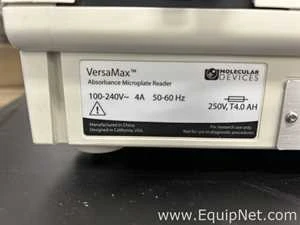 VersaMax™
Absorbance Microplate Reader
MOLECULAR
DEVICES
100-240V~ 4A 50-60 Hz
250V, T4.0 AH
Manufactured in China.
Designed in California, USA.
For research use only.
Not for use in diagnostic procedures
www.EquipNet.com